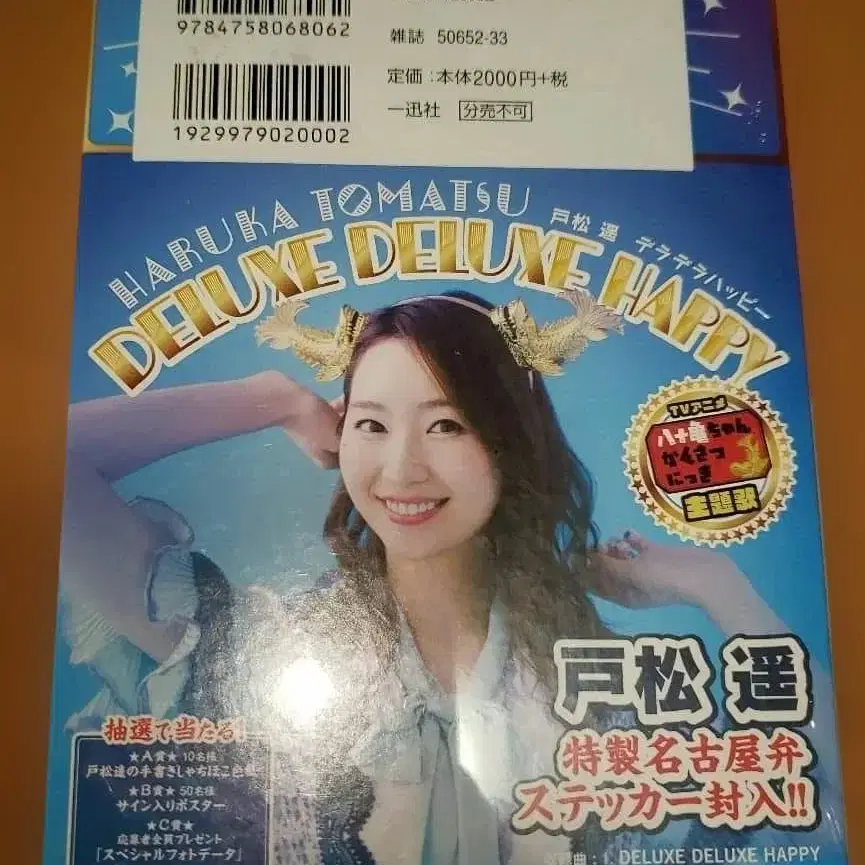 9784758068062
雑誌 50652-33
定価:本体2000円+税
1929979020002
一迅社 分売不可
HARUKA TOMATSU
戸松 遥 デラデラハッピー
DELUXE DELUXE HAPPY
TVアニメ
八十亀ちゃん
かんさつ
にっき
主題歌
戸松 遥
特製名古屋弁
ステッカー封入!!
抽選で当たる!
★A賞★ 10名様
戸松遥の手書きしゃちほこ色紙
★B賞★ 50名様
サイン入りポスター
★C賞★
応募者全員プレゼント
「スペシャルフォトデータ」
曲:1. DELUXE DELUXE HAPPY